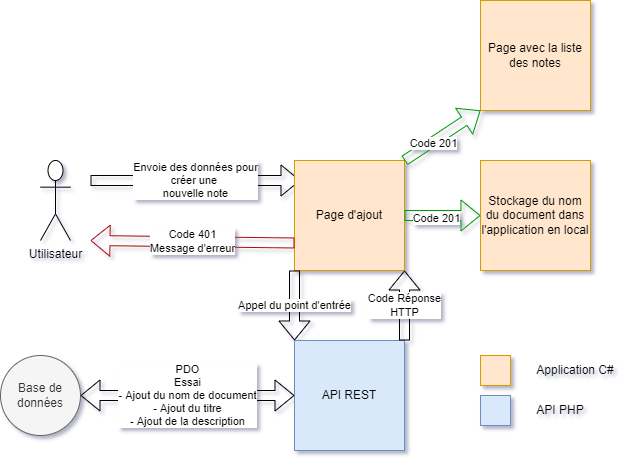 Page avec la liste
des notes
Code 201
Envoie des données pour
créer une
nouvelle note
Page d'ajout
Code 201
Stockage du nom
du document dans
l'application en local
Code 401
Message d'erreur
Utilisateur
Appel du point d'entrée
Code Réponse
HTTP
Base de
données
PDO
Essai
- Ajout du nom de document
- Ajout du titre
- Ajout de la description
API REST
Application C#
API PHP